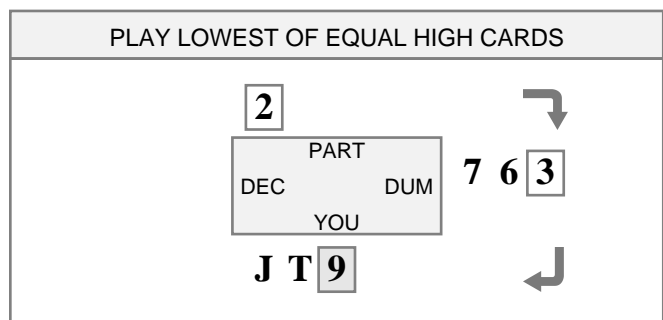 PLAY LOWEST OF EQUAL HIGH CARDS
2
PART
DEC DUM
7 6 3
YOU
J T 9